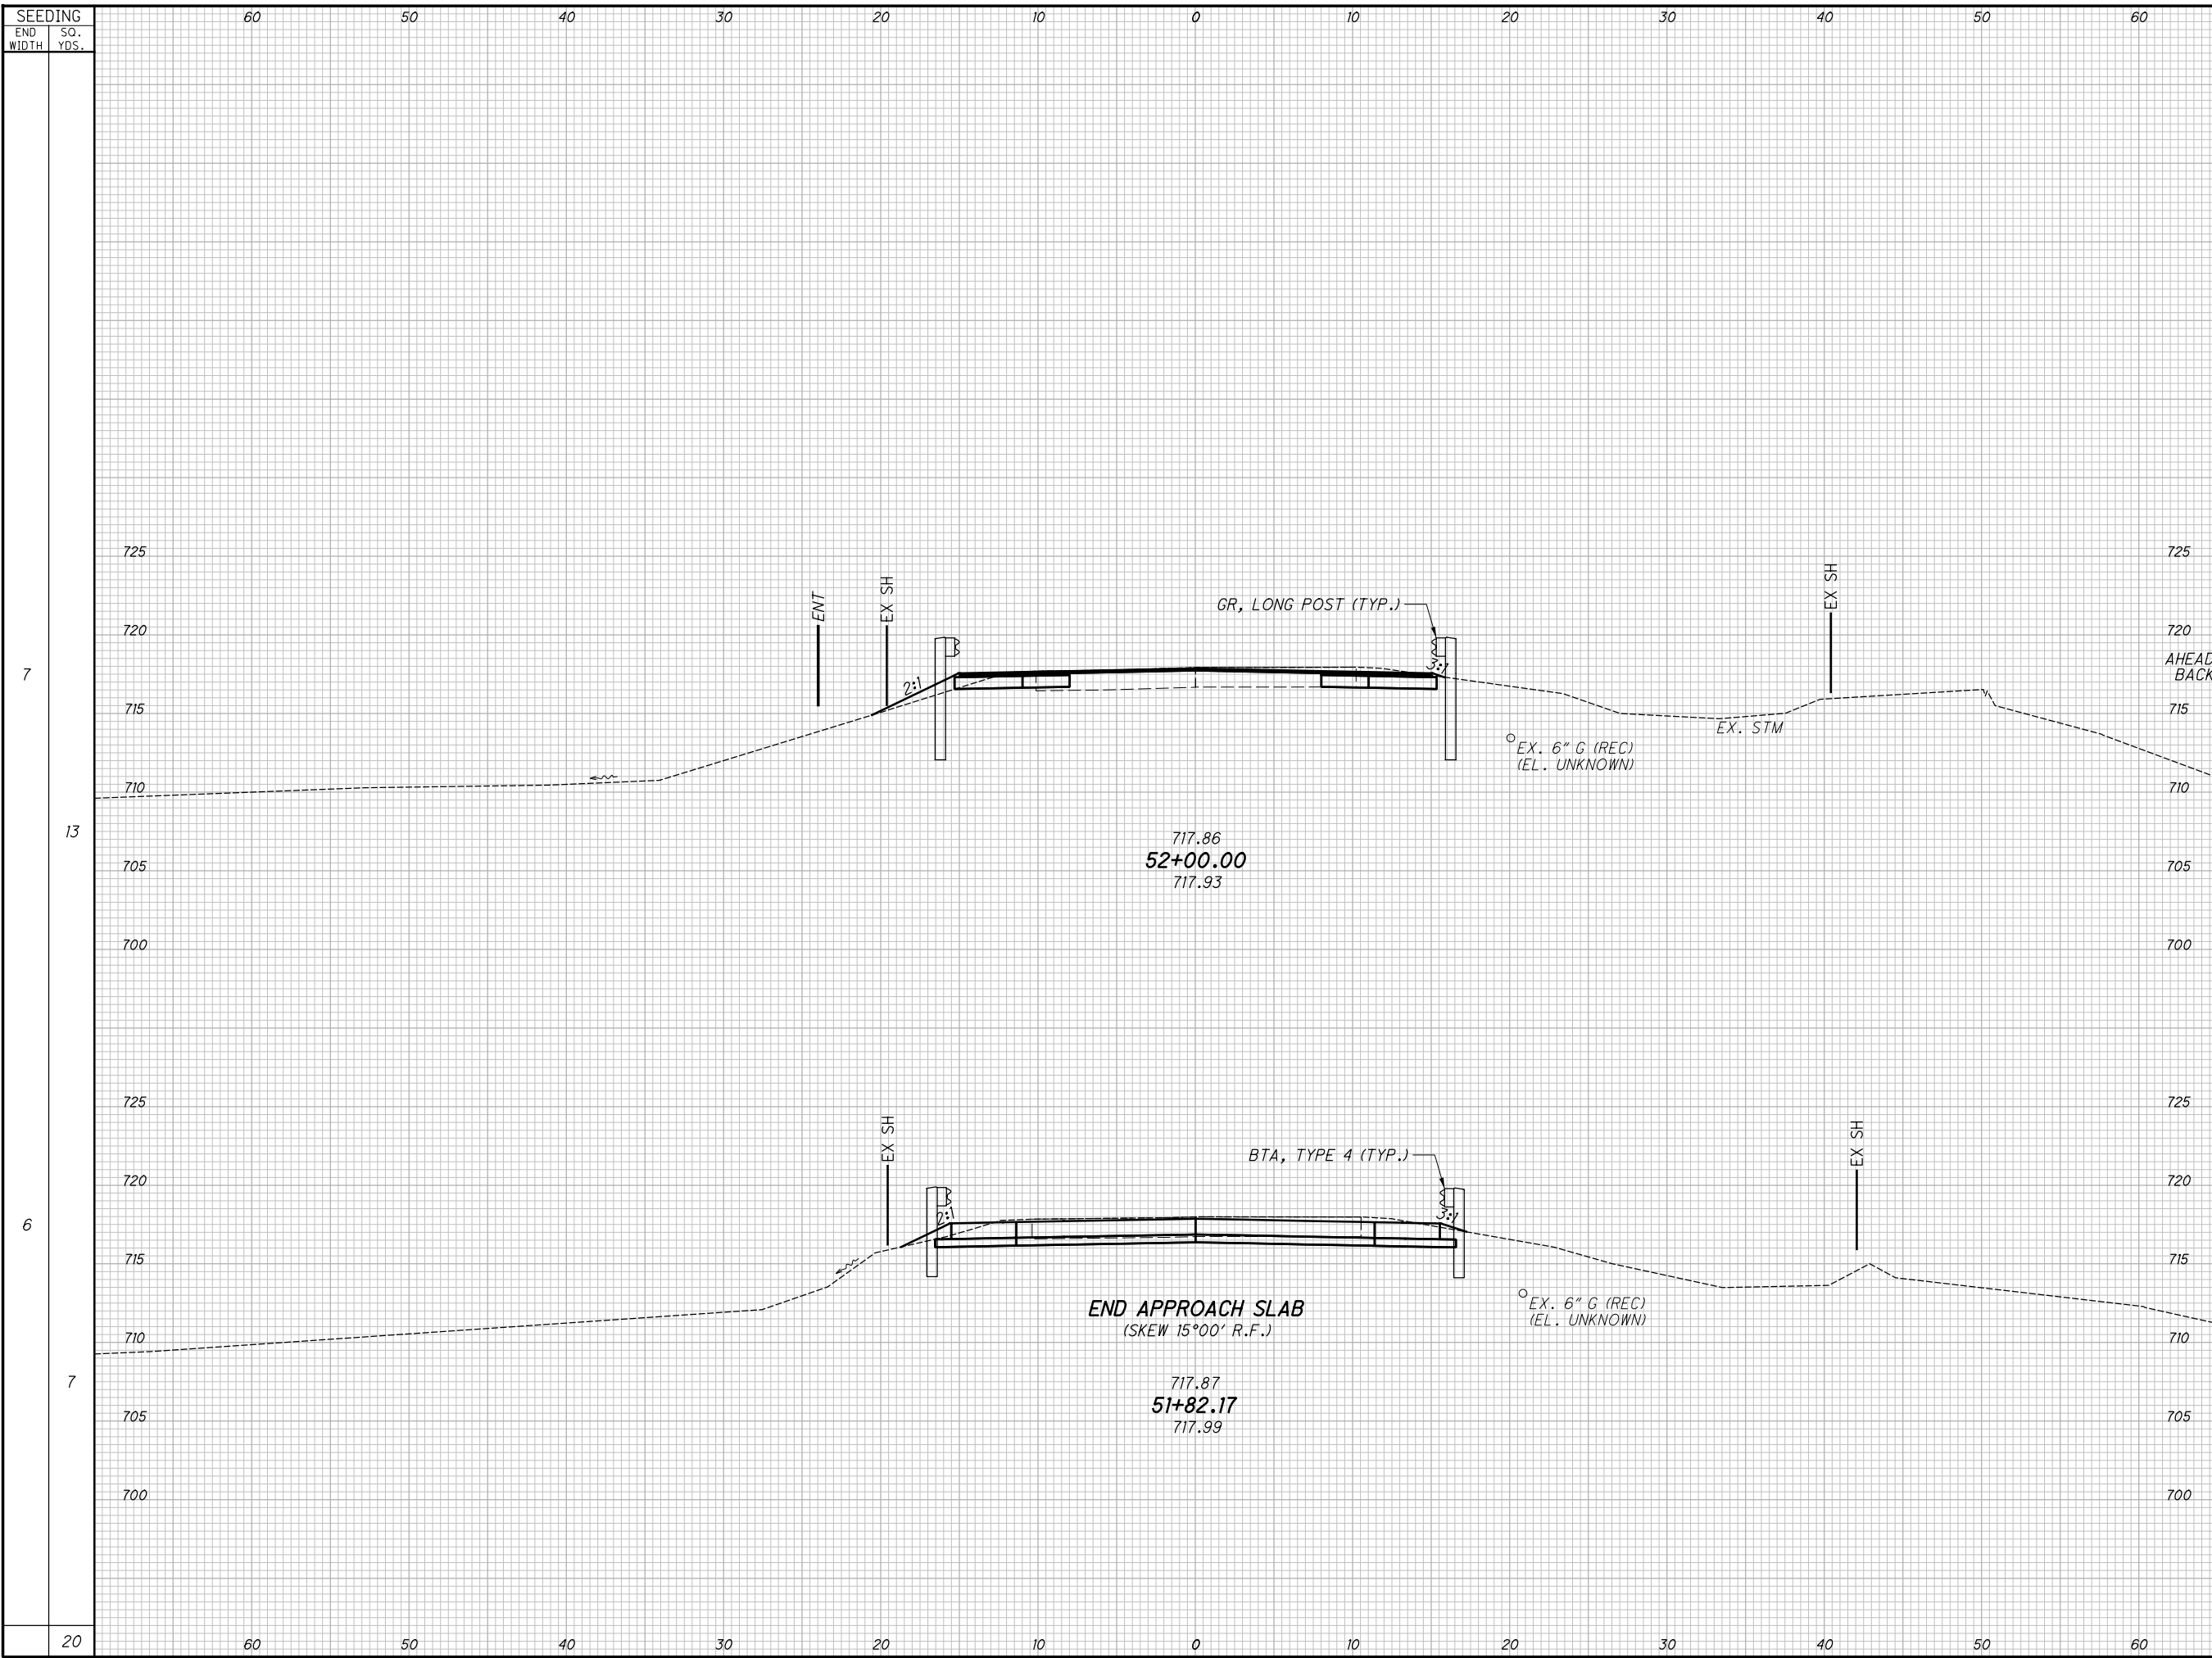 SEEDING
END WIDTH
SQ. YDS.
60 50 40 30 20 10 0 10 20 30 40 50 60
725 725
EX SH
EX SH
ENT
GR, LONG POST (TYP.)
720 720
7
2:1
3:1
AHEAD
BACK
715 715
EX. STM
EX. 6" G (REC)
(EL. UNKNOWN)
710 710
13
717.86
52+00.00
717.93
705 705
700 700
725 725
EX SH
EX SH
BTA, TYPE 4 (TYP.)
720 720
6
2:1
3:1
715 715
END APPROACH SLAB
(SKEW 15°00' R.F.)
EX. 6" G (REC)
(EL. UNKNOWN)
710 710
7
717.87
51+82.17
717.99
705 705
700 700
20
60 50 40 30 20 10 0 10 20 30 40 50 60